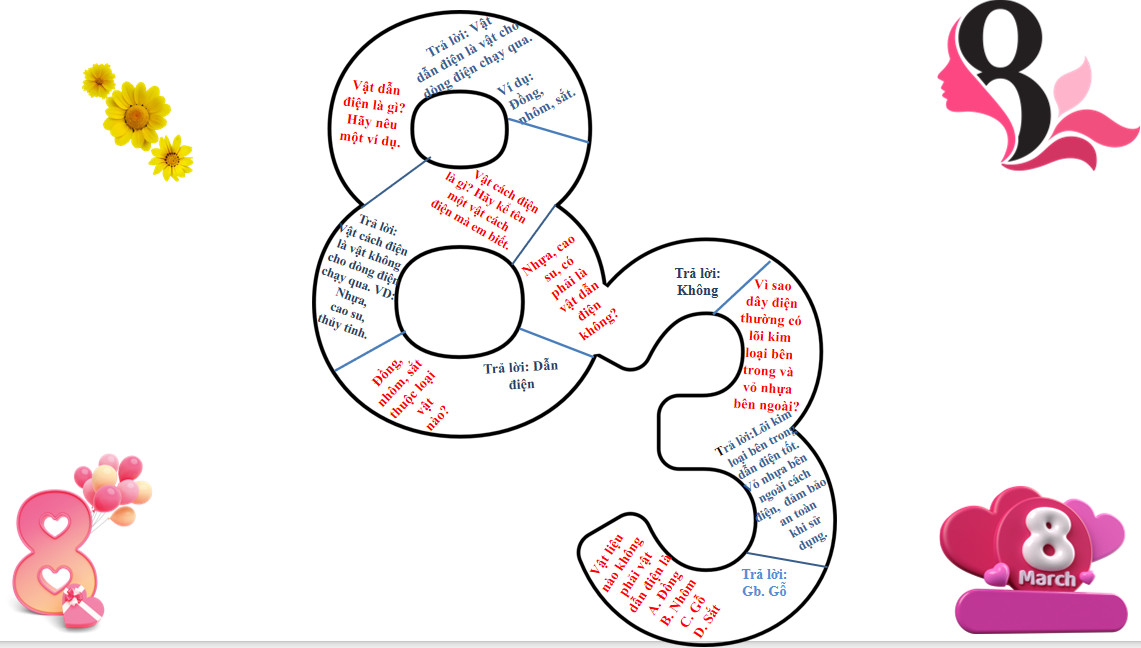 Vật dẫn
điện là gì?
Hãy nêu
một ví dụ.
Trả lời: Vật
dẫn điện là vật cho
dòng điện chạy qua.
Ví dụ:
Đồng,
nhôm, sắt.
Vật cách điện
là gì? Hãy kể tên
một vật cách
điện mà em biết.
Trả lời:
Vật cách điện
là vật không
cho dòng điện
chạy qua. VD:
Nhựa,
cao su,
thủy tinh.
Đồng,
nhôm, sắt
thuộc loại
vật
nào?
Trả lời: Dẫn
điện
Nhựa, cao
su, có
phải là
vật dẫn
điện
không?
Trả lời:
Không
Vì sao
dây điện
thường có
lõi kim
loại bên
trong và
vỏ nhựa
bên ngoài?
Trả lời:Lõi kim
loại bên trong
dẫn điện tốt.
Vỏ nhựa bên
ngoài cách
điện, đảm bảo
an toàn
khi sử
dụng.
Vật liệu
nào không
phải vật
dẫn điện là
A. Đồng
B. Nhôm
C. Gỗ
D. Sắt
Trả lời:
Gb. Gỗ
8
March